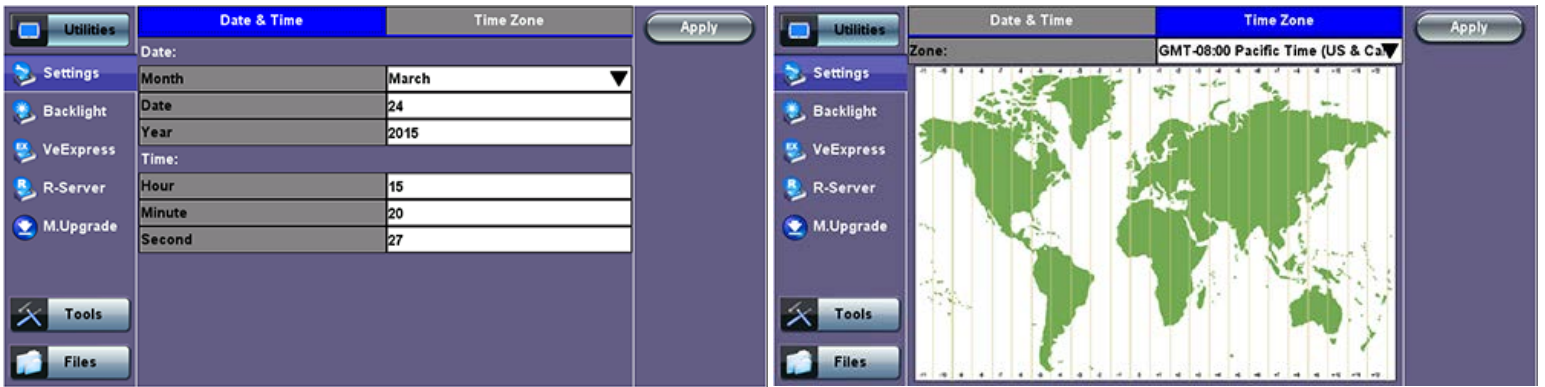 Utilities
Date & Time
Time Zone
Apply
Date:
Settings
Month
March
Date
24
Backlight
Year
2015
VeExpress
EX
Time:
R-Server
R
Hour
15
Minute
20
M.Upgrade
Second
27
Tools
Files
Utilities
Date & Time
Time Zone
Apply
Zone:
GMT-08:00 Pacific Time (US & Ca
Settings
Backlight
EX
VeExpress
R
R-Server
M.Upgrade
Tools
Files